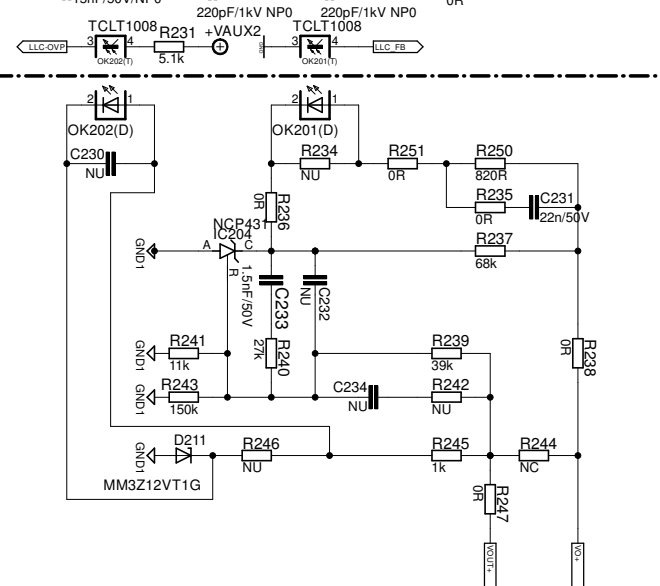 15nF/50V/NP0
220pF/1kV NP0
220pF/1kV NP0
0R
TCLT1008
R231
+VAUX2
TCLT1008
LLC-OVP
3
4
5.1k
3
4
LLC_FB
OK202(T)
OK201(T)
2
1
2
1
OK202(D)
OK201(D)
C230
NU
R234
NU
R251
0R
R250
820R
R235
0R
C231
22n/50V
R236
0R
NCP431
IC204
A
C
R
GND1
R237
68k
1.5nF/50V
C233
C232
NU
R241
11k
GND1
R240
27k
R239
39k
R238
0R
R243
150k
GND1
C234
NU
R242
NU
D211
GND1
MM3Z12VT1G
R246
NU
R245
1k
R244
NC
R247
0R
VOUT+
VO+